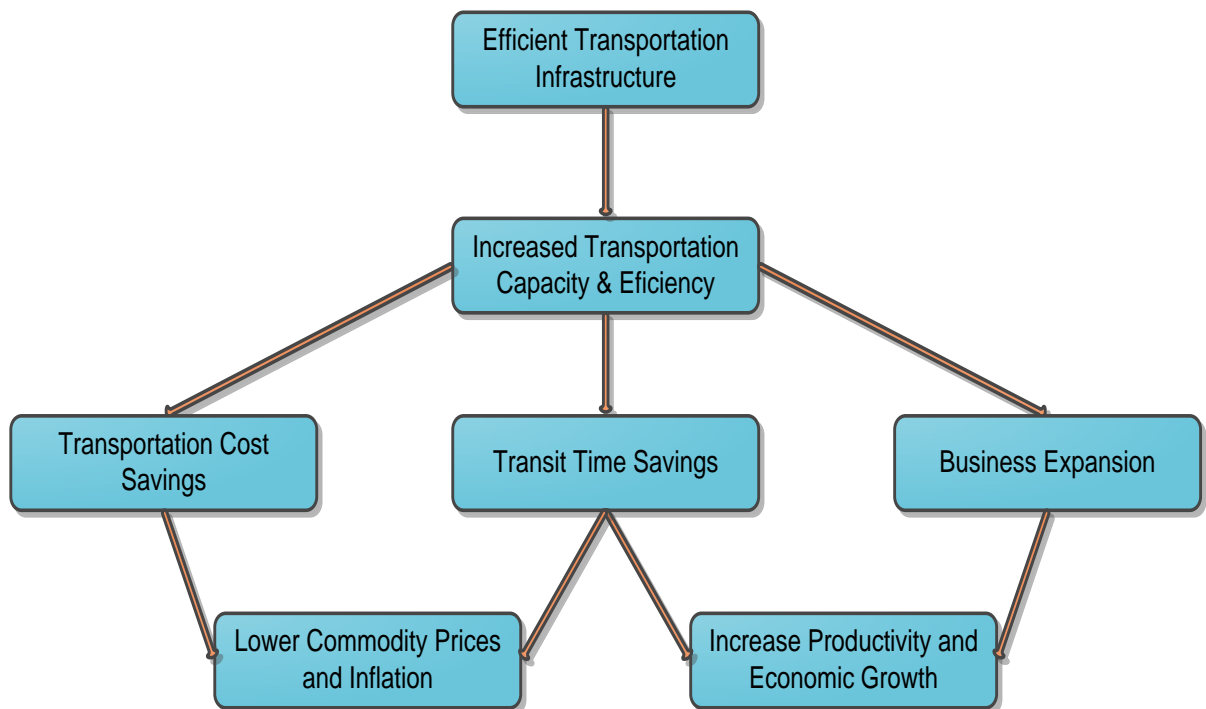 Efficient Transportation
Infrastructure
Increased Transportation
Capacity & Eficiency
Transportation Cost
Savings
Transit Time Savings
Business Expansion
Lower Commodity Prices
and Inflation
Increase Productivity and
Economic Growth